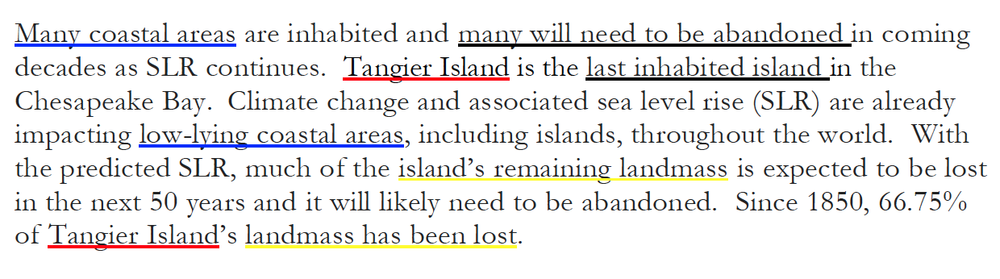 Many coastal areas are inhabited and many will need to be abandoned in coming
decades as SLR continues.  Tangier Island is the last inhabited island in the
Chesapeake Bay.  Climate change and associated sea level rise (SLR) are already
impacting low-lying coastal areas, including islands, throughout the world.  With
the predicted SLR, much of the island’s remaining landmass is expected to be lost
in the next 50 years and it will likely need to be abandoned.  Since 1850, 66.75%
of Tangier Island’s landmass has been lost.